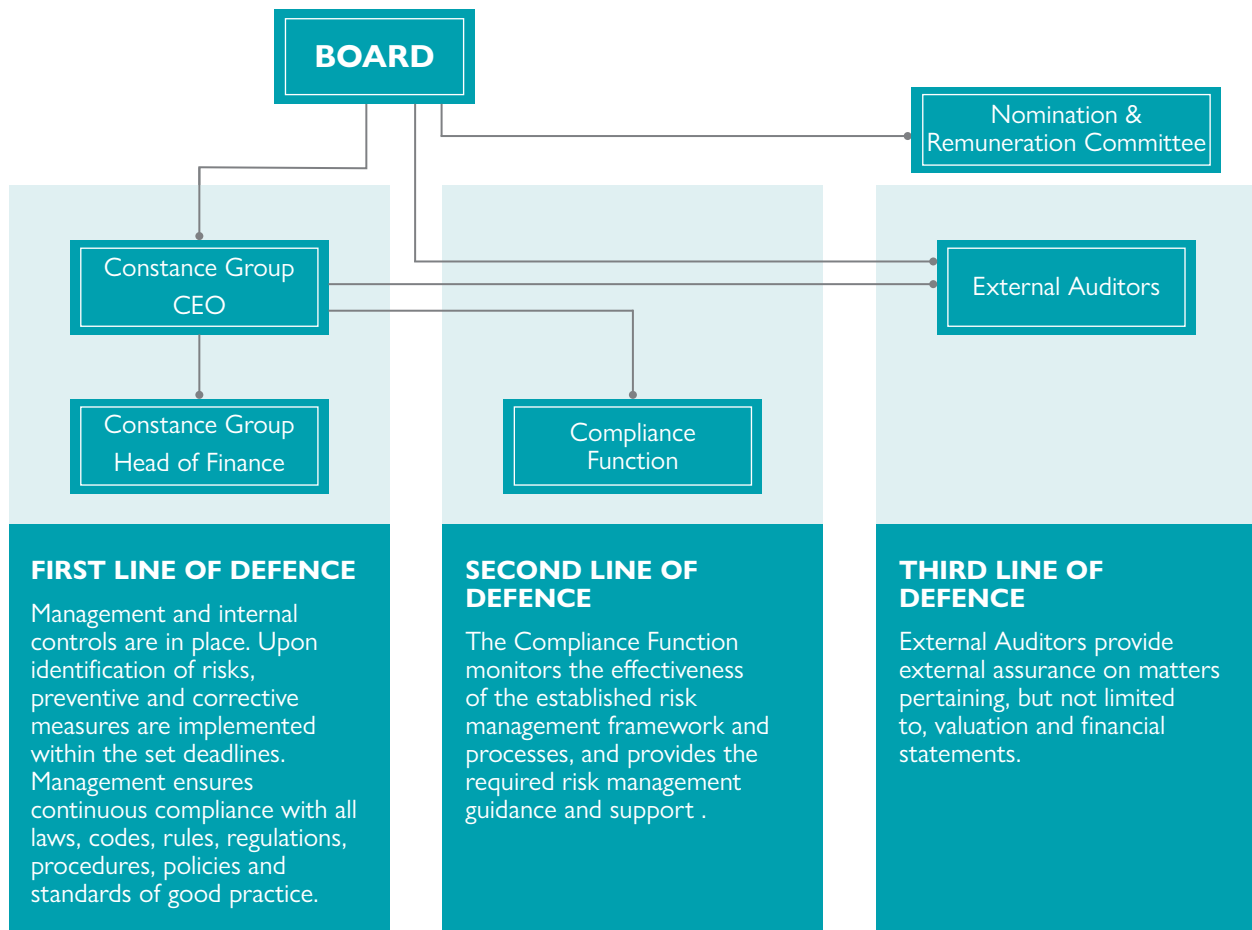 BOARD
Nomination &
Remuneration Committee
Constance Group
CEO
External Auditors
Constance Group
Head of Finance
Compliance
Function
FIRST LINE OF DEFENCE
Management and internal
controls are in place. Upon
identification of risks,
preventive and corrective
measures are implemented
within the set deadlines.
Management ensures
continuous compliance with all
laws, codes, rules, regulations,
procedures, policies and
standards of good practice.
SECOND LINE OF
DEFENCE
The Compliance Function
monitors the effectiveness
of the established risk
management framework and
processes, and provides the
required risk management
guidance and support .
THIRD LINE OF
DEFENCE
External Auditors provide
external assurance on matters
pertaining, but not limited
to, valuation and financial
statements.